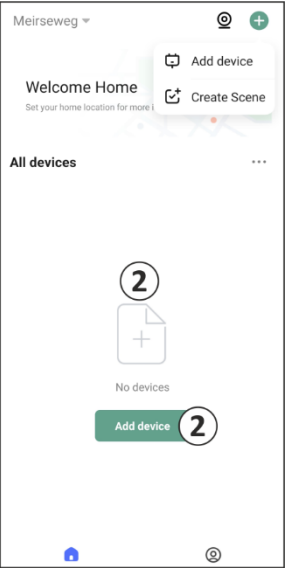 Meirseweg
Add device
Create Scene
Welcome Home
Set your home location for more i
All devices
2
No devices
Add device
2